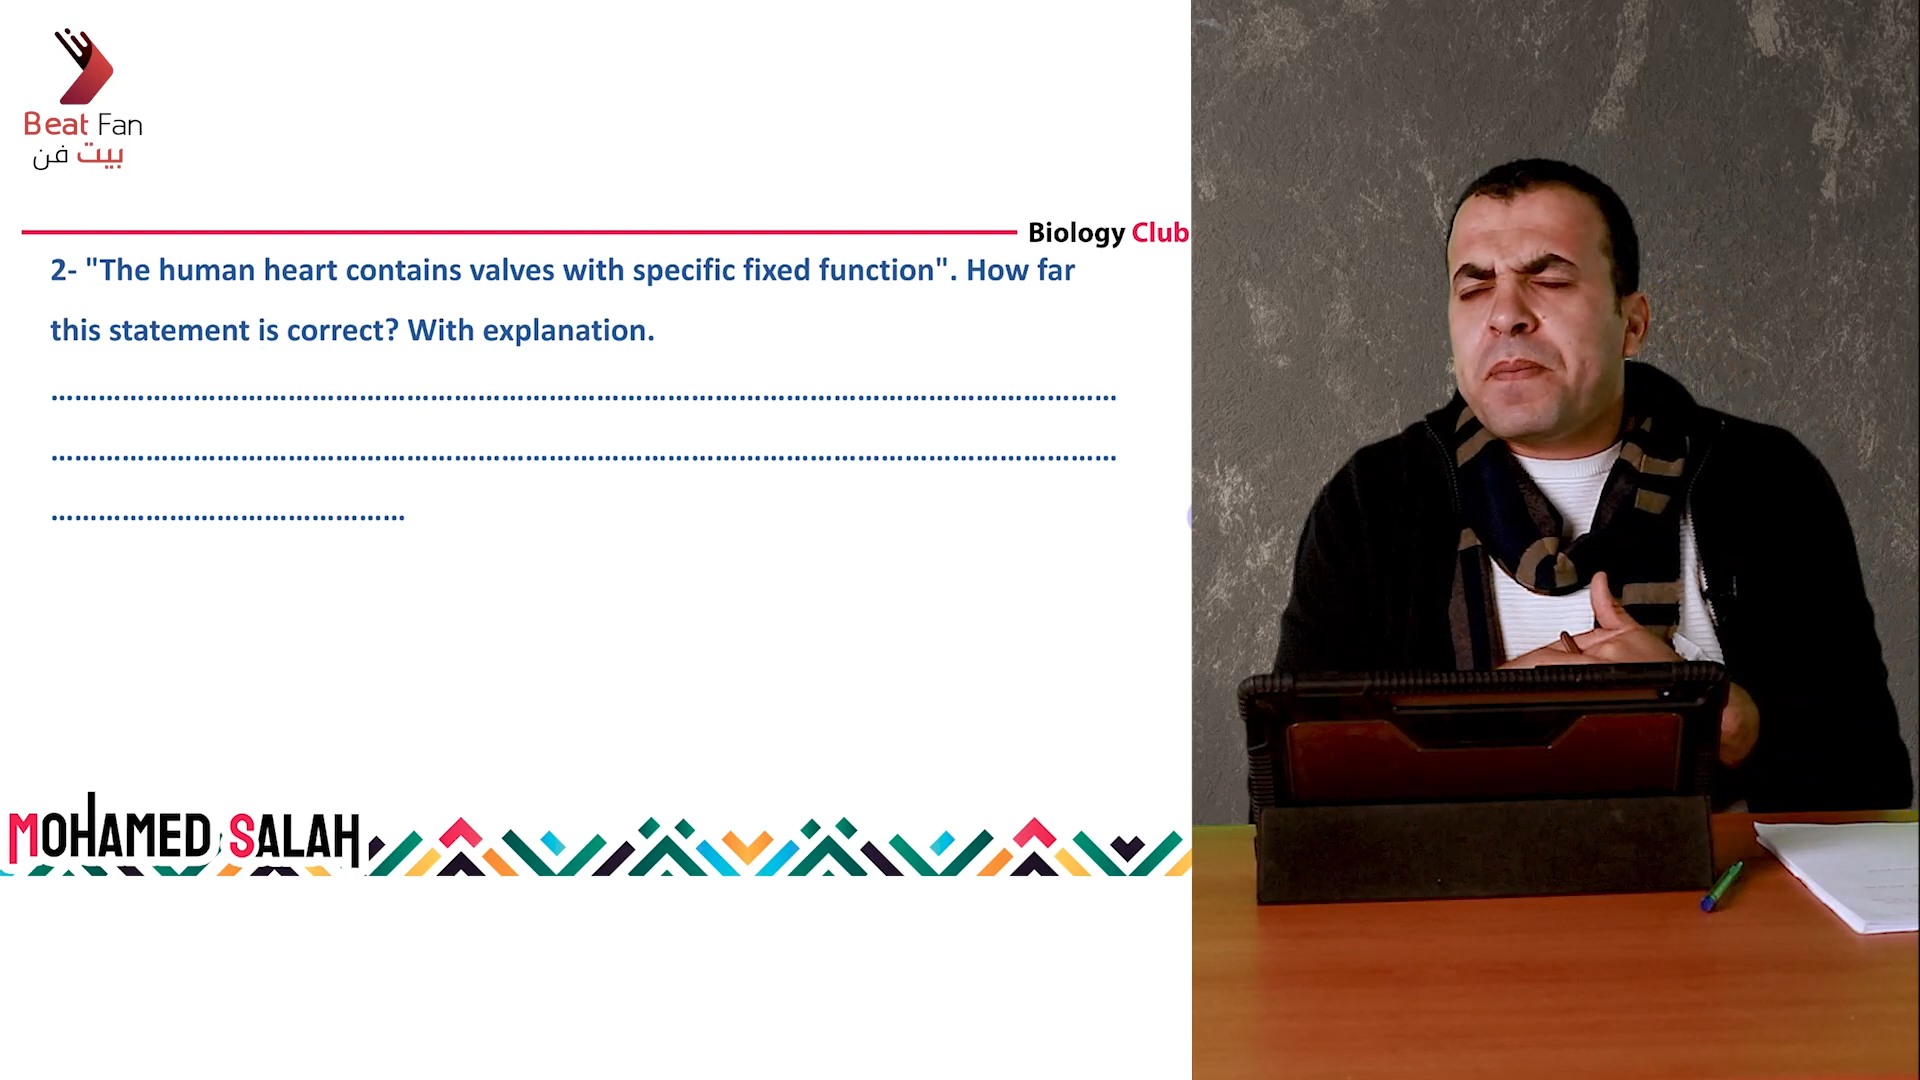 Beat Fan
بيت فن
Biology Club
2- "The human heart contains valves with specific fixed function". How far
this statement is correct? With explanation.
........................................................................................................................................
........................................................................................................................................
.............................................
MOHAMED SALAH